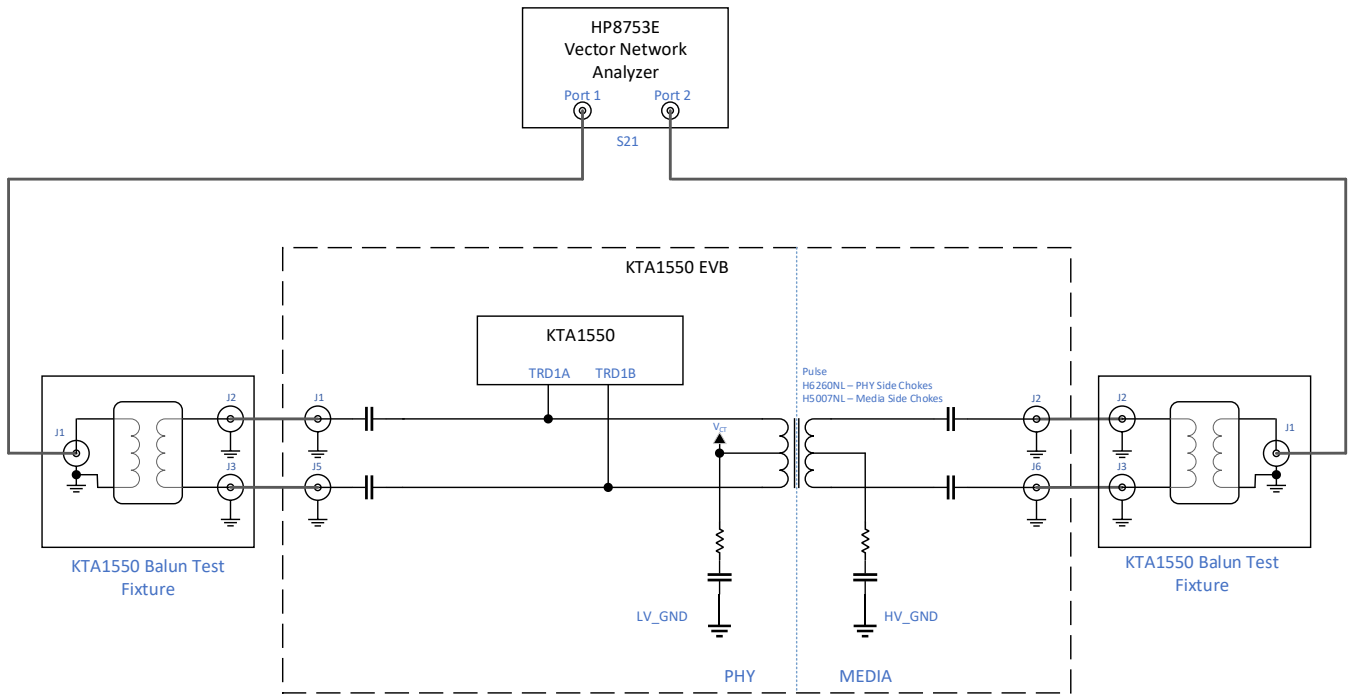 HP8753E
Vector Network
Analyzer
Port 1
Port 2
S21
KTA1550 EVB
KTA1550
TRD1A
TRD1B
Pulse
H6260NL – PHY Side Chokes
H5007NL – Media Side Chokes
J1
J2
J3
J1
J5
VCT
J2
J6
J2
J3
J1
KTA1550 Balun Test
Fixture
KTA1550 Balun Test
Fixture
LV_GND
HV_GND
PHY
MEDIA